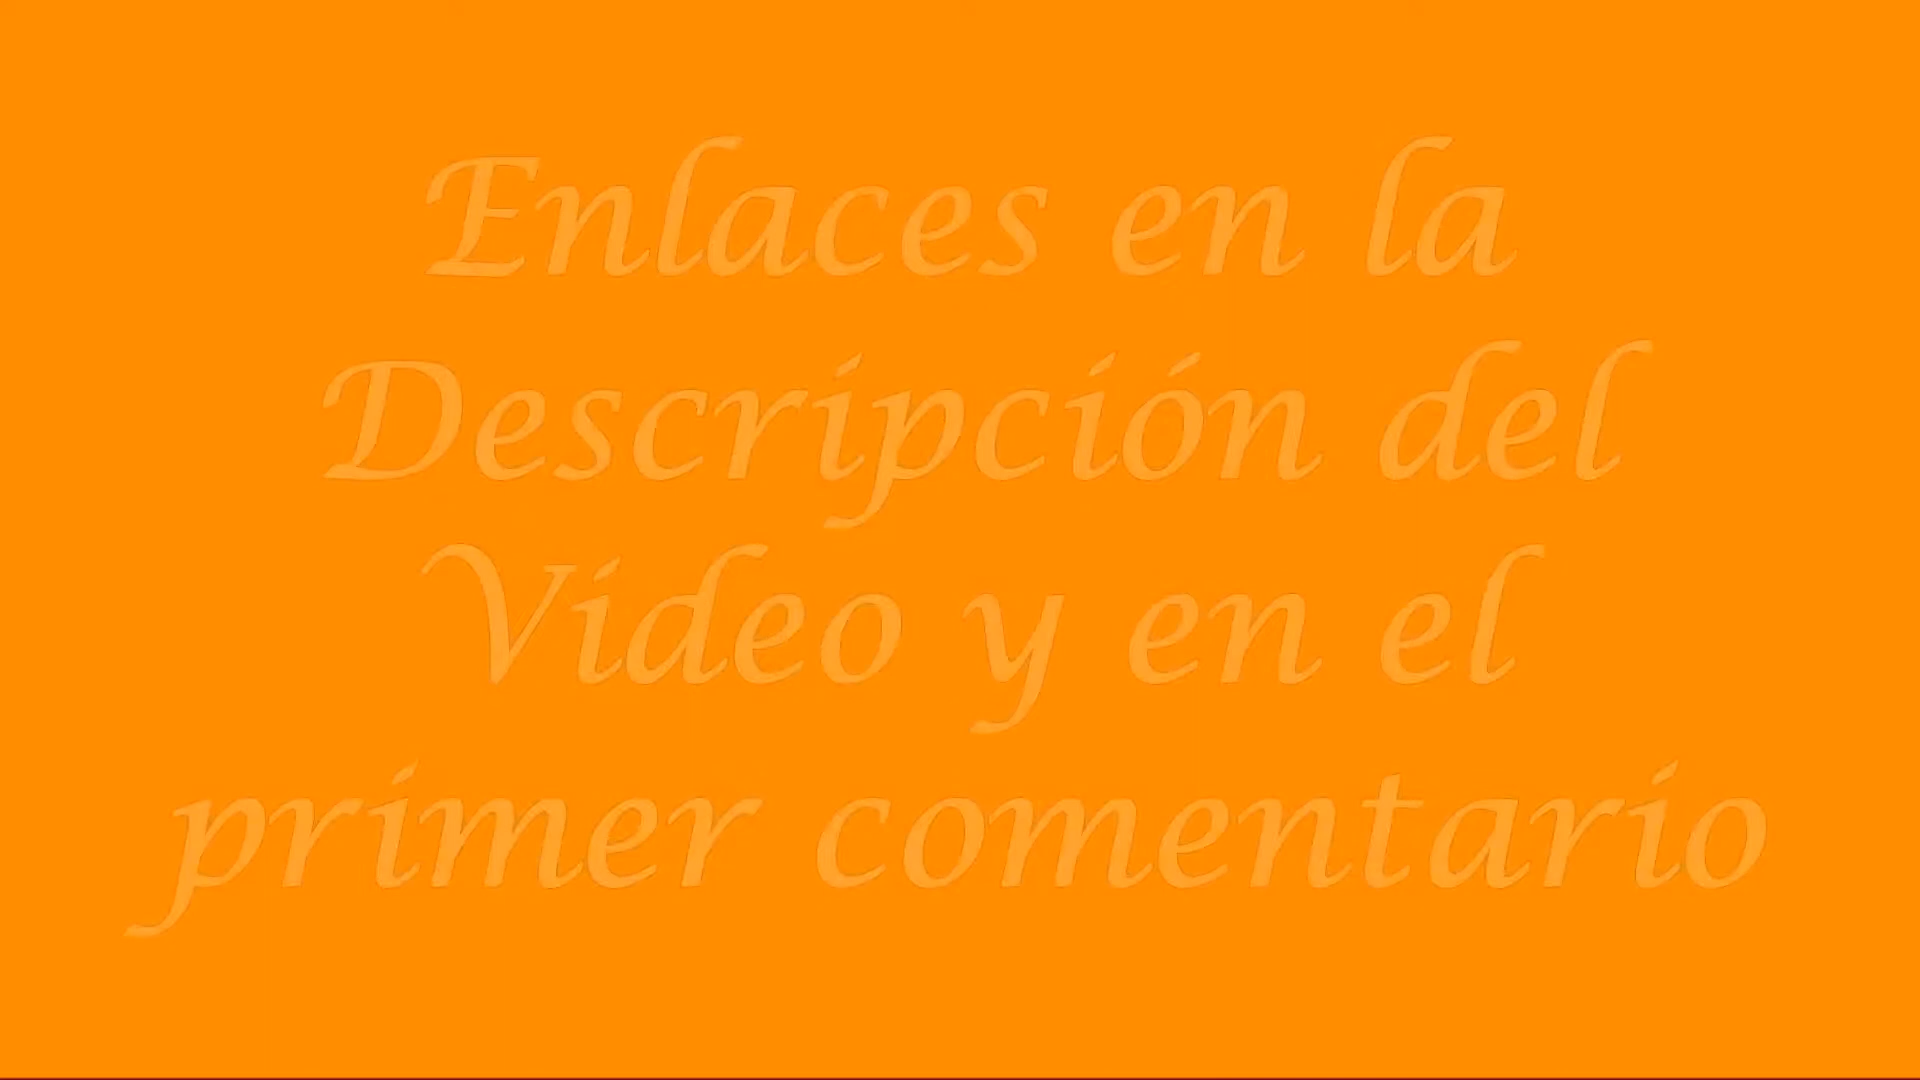 Enlaces en la
Descripción del
Video y en el
primer comentario